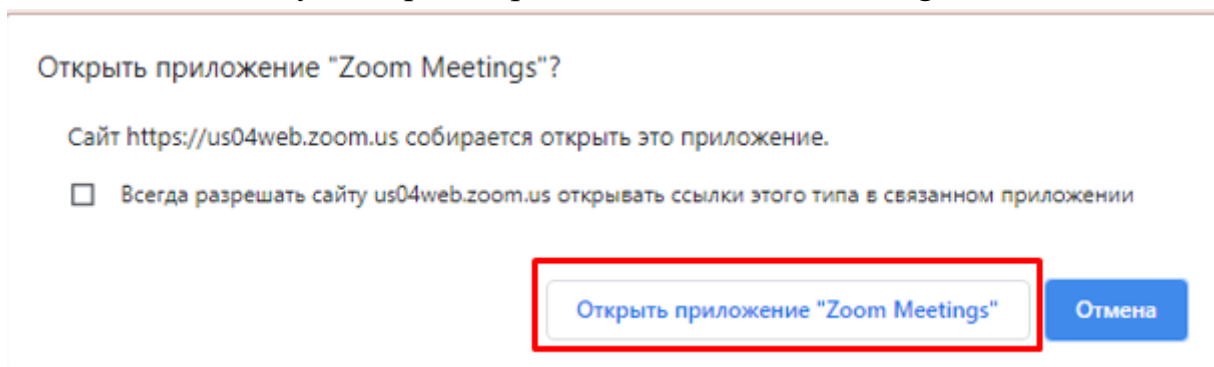 Открыть приложение "Zoom Meetings"?
Сайт https://us04web.zoom.us собирается открыть это приложение.
Всегда разрешать сайту us04web.zoom.us открывать ссылки этого типа в связанном приложении
Открыть приложение "Zoom Meetings" Отмена